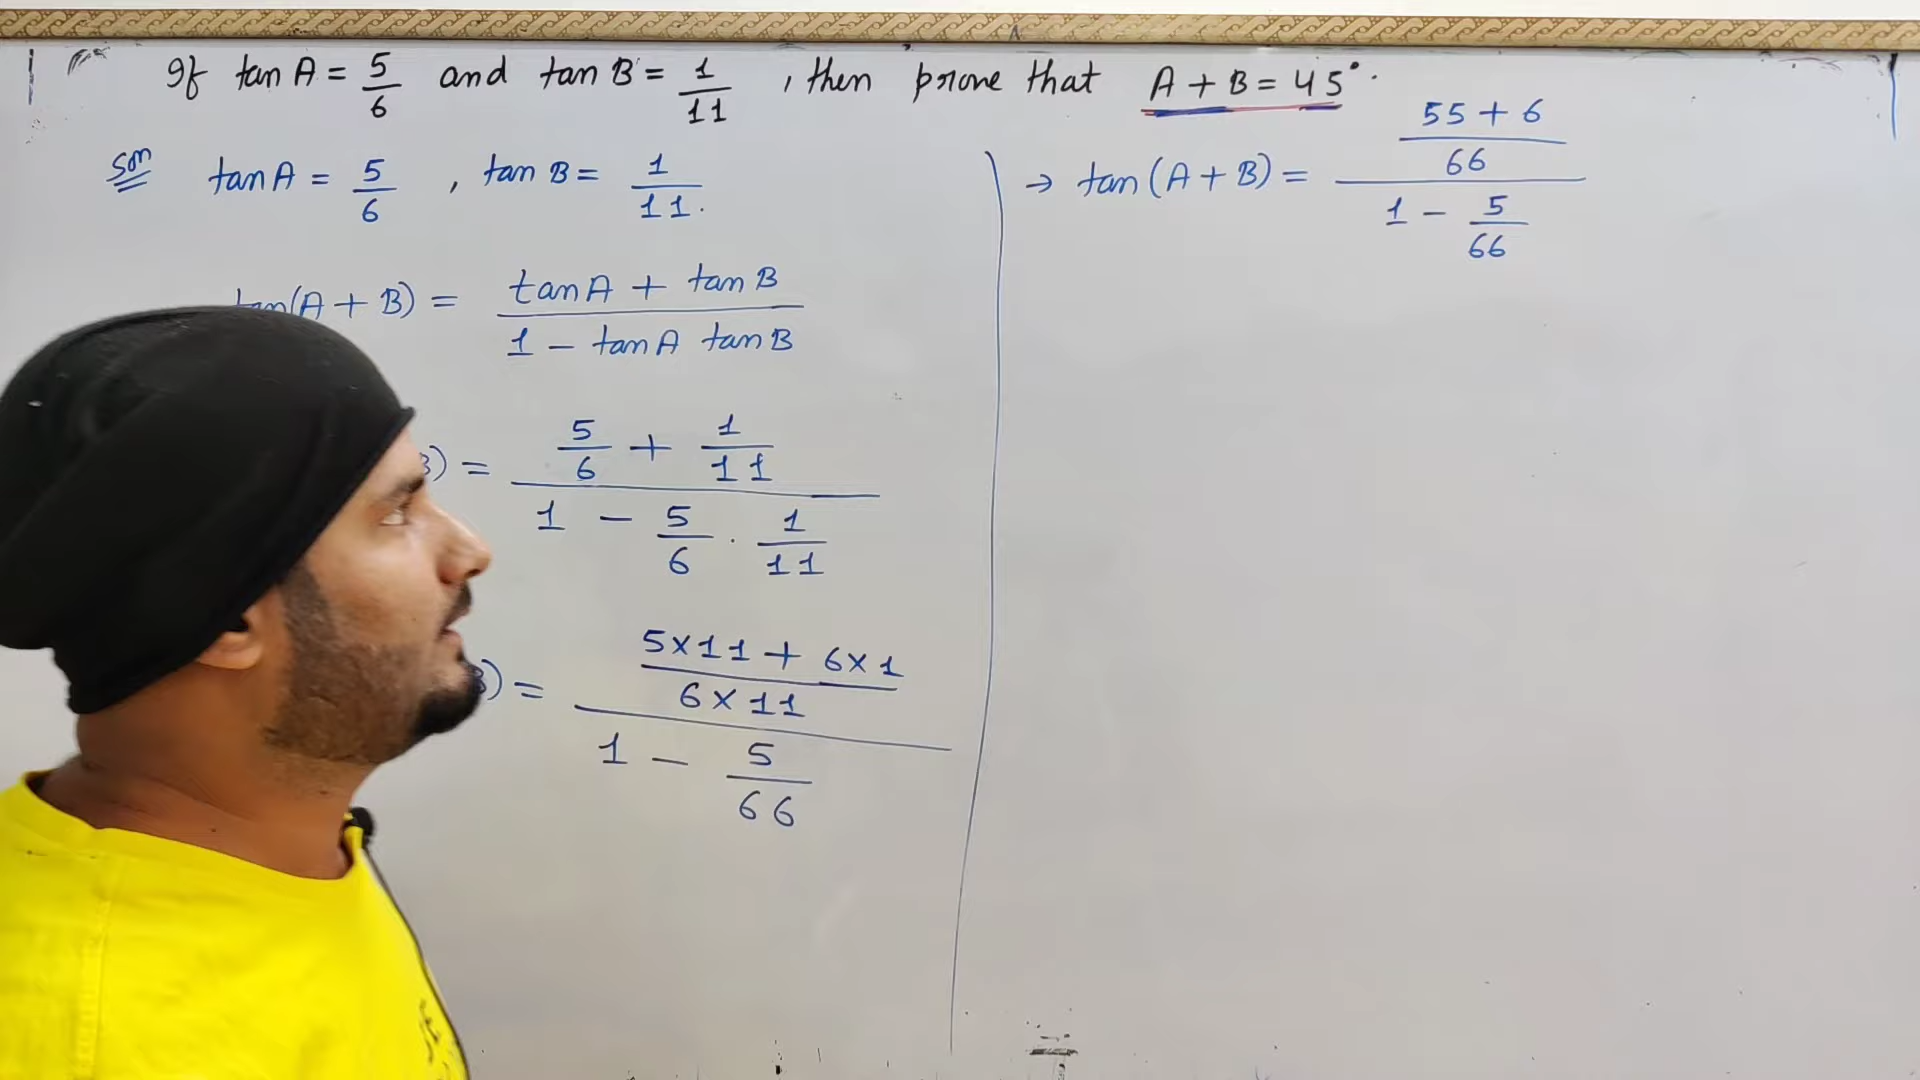 If tan A = 5/6 and tan B = 1/11 , then prove that A + B = 45°.
Soln tan A = 5/6 , tan B = 1/11.
tan(A + B) = (tan A + tan B)/(1 - tan A tan B)
B) = (5/6 + 1/11)/(1 - 5/6 · 1/11)
B) = ((5×11 + 6×1)/(6×11))/(1 - 5/66)
→ tan(A + B) = ((55 + 6)/66)/(1 - 5/66)